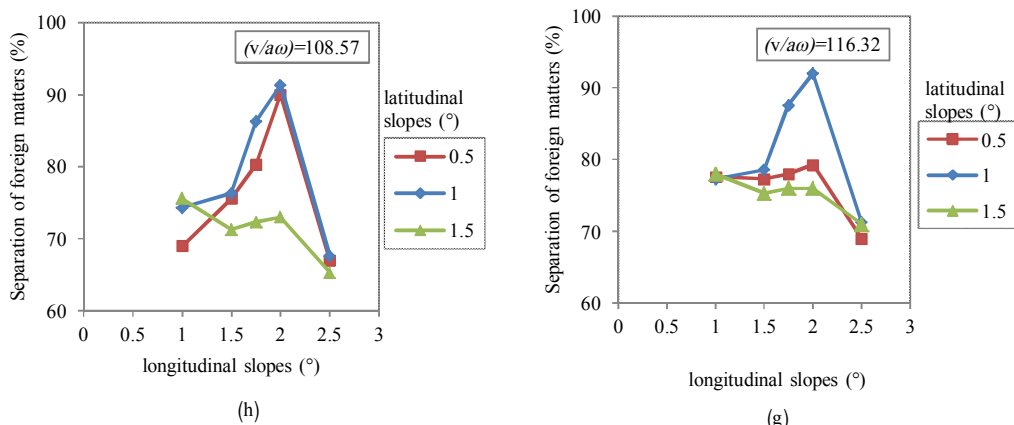 100
90
80
70
60
Separation of foreign matters (%)
(v/aω)=108.57
latitudinal
slopes (°)
0.5
1
1.5
0 0.5 1 1.5 2 2.5 3
longitudinal slopes (°)
(h)
100
90
80
70
60
Separation of foreign matters (%)
(v/aω)=116.32
latitudinal
slopes (°)
0.5
1
1.5
0 0.5 1 1.5 2 2.5 3
longitudinal slopes (°)
(g)